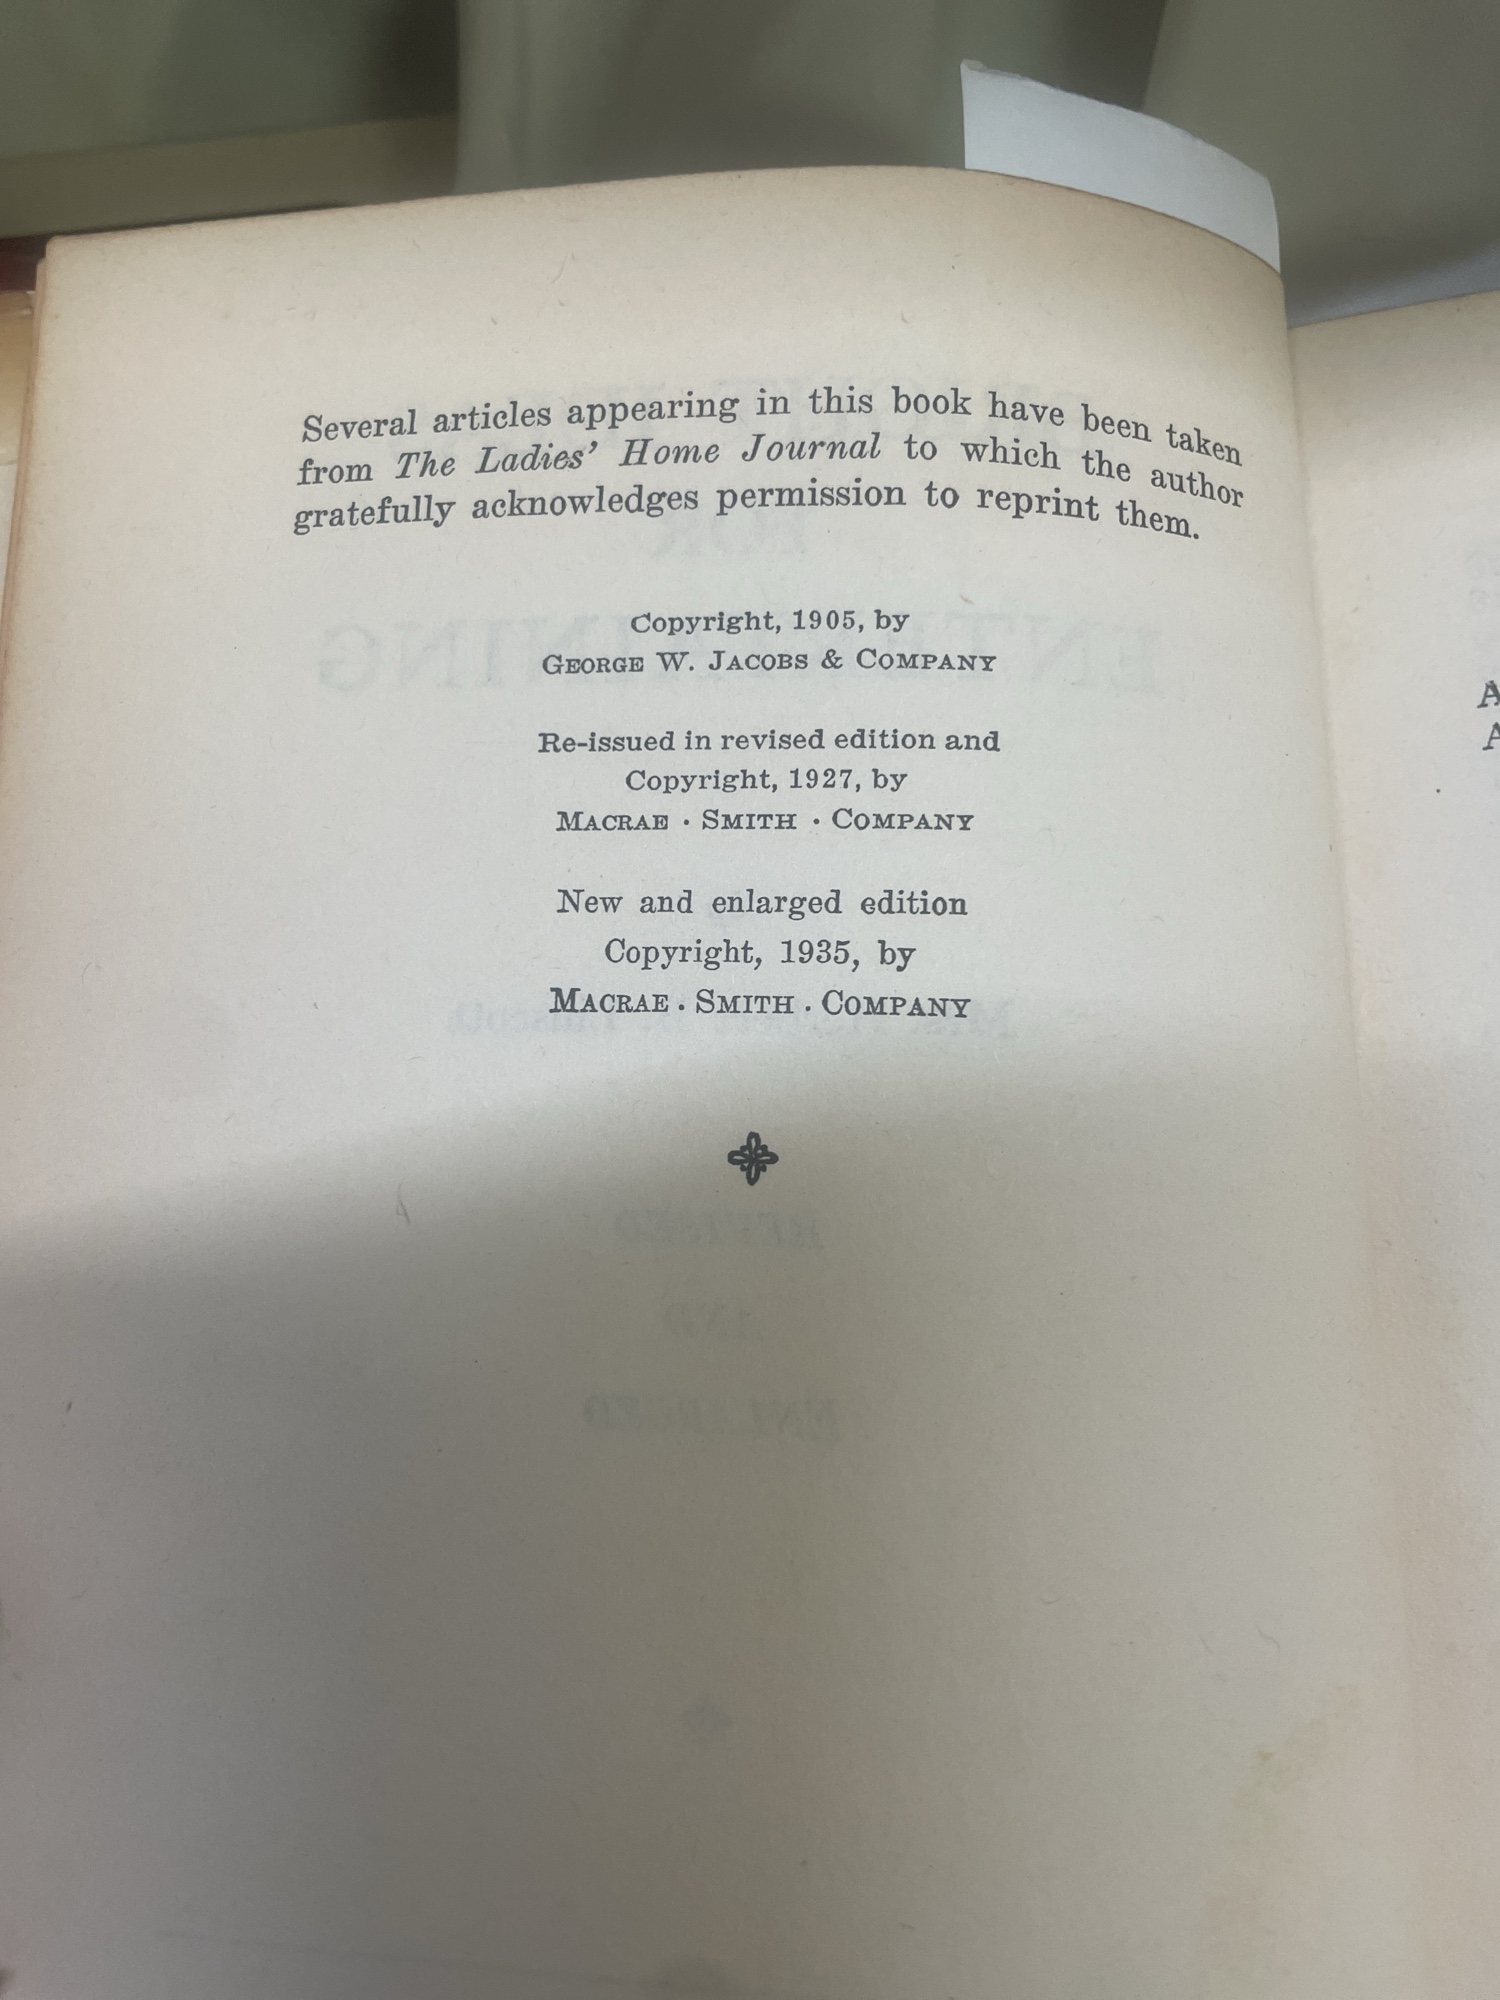 Several articles appearing in this book have been taken
from The Ladies' Home Journal to which the author
gratefully acknowledges permission to reprint them.
Copyright, 1905, by
GEORGE W. JACOBS & COMPANY
Re-issued in revised edition and
Copyright, 1927, by
MACRAE · SMITH · COMPANY
New and enlarged edition
Copyright, 1935, by
MACRAE · SMITH · COMPANY